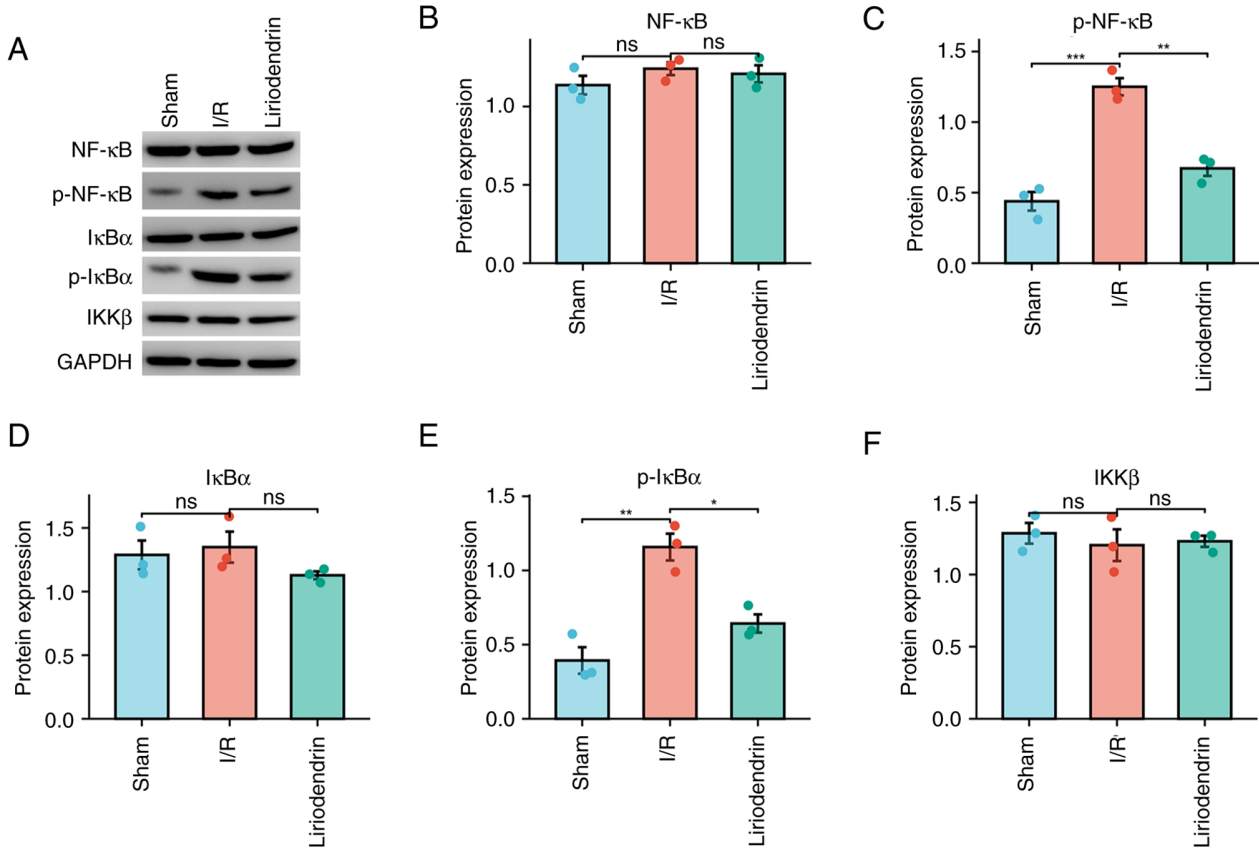 A
Sham
I/R
Liriodendrin
NF-κB
p-NF-κB
IκBα
p-IκBα
IKKβ
GAPDH
B
NF-κB
ns
ns
Protein expression
1.0
0.5
0.0
Sham
I/R
Liriodendrin
C
p-NF-κB
***
**
Protein expression
1.5
1.0
0.5
0.0
Sham
I/R
Liriodendrin
D
IκBα
ns
ns
Protein expression
1.5
1.0
0.5
0.0
Sham
I/R
Liriodendrin
E
p-IκBα
**
*
Protein expression
1.5
1.0
0.5
0.0
Sham
I/R
Liriodendrin
F
IKKβ
ns
ns
Protein expression
1.5
1.0
0.5
0.0
Sham
I/R
Liriodendrin